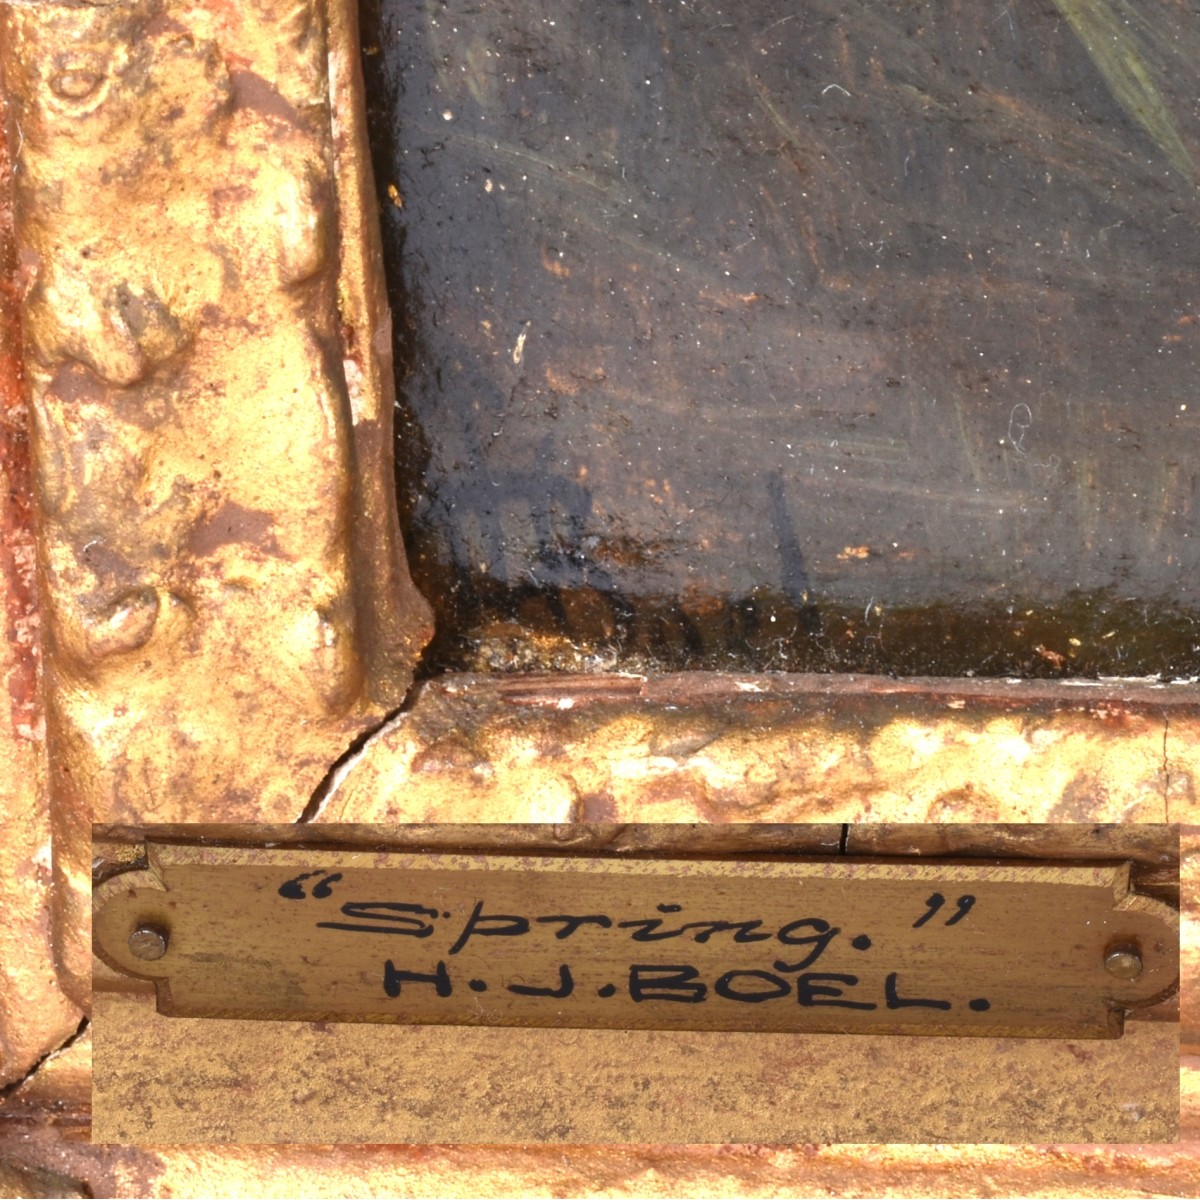 "Spring."
H. J. BOEL.